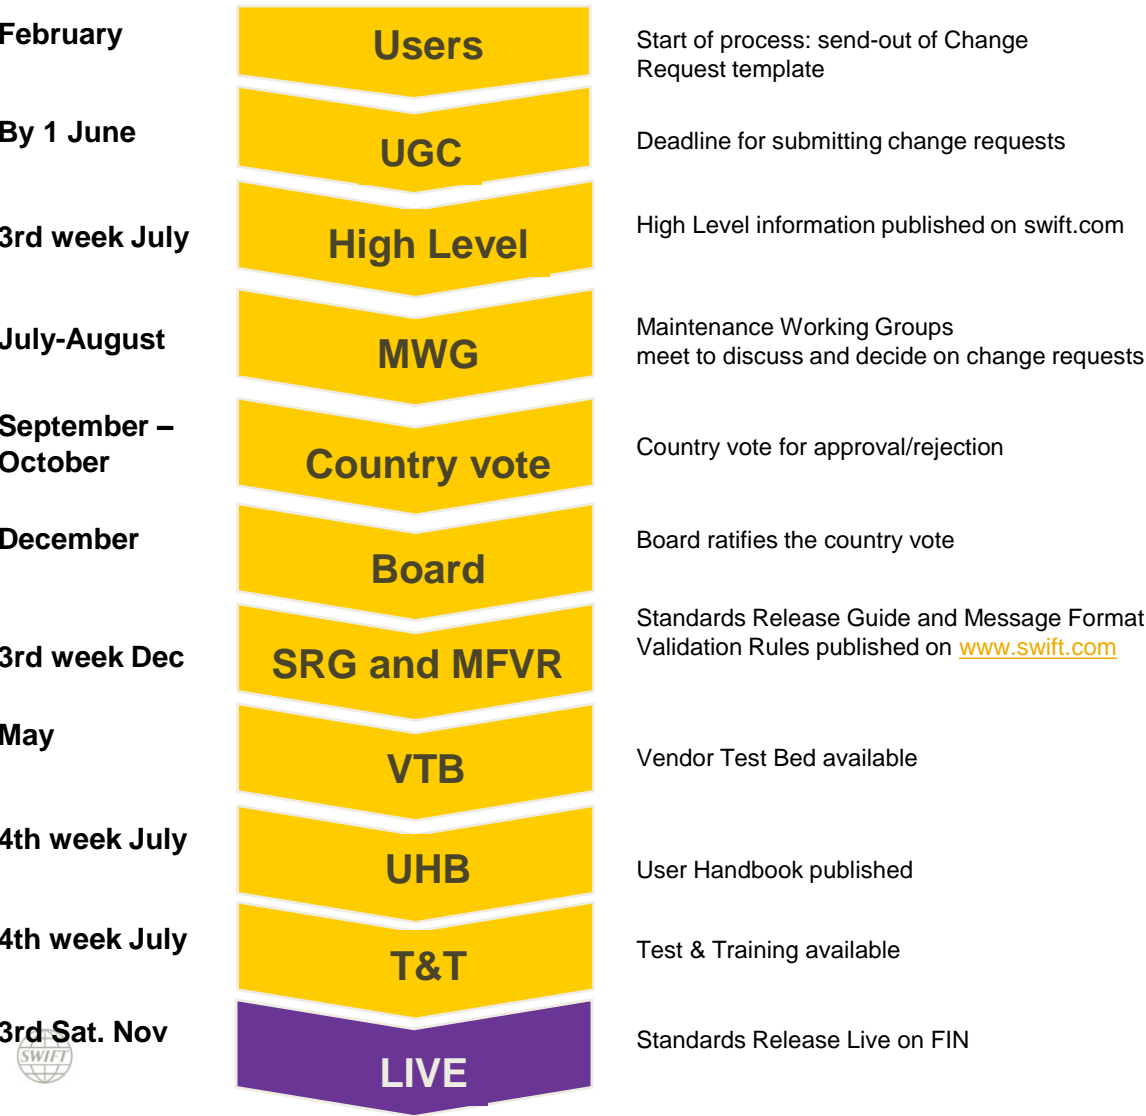 February
Users
Start of process: send-out of Change
Request template
By 1 June
UGC
Deadline for submitting change requests
3rd week July
High Level
High Level information published on swift.com
July-August
MWG
Maintenance Working Groups
meet to discuss and decide on change requests
September –
October
Country vote
Country vote for approval/rejection
December
Board
Board ratifies the country vote
3rd week Dec
SRG and MFVR
Standards Release Guide and Message Format
Validation Rules published on www.swift.com
May
VTB
Vendor Test Bed available
4th week July
UHB
User Handbook published
4th week July
T&T
Test & Training available
3rd Sat. Nov
SWIFT
LIVE
Standards Release Live on FIN